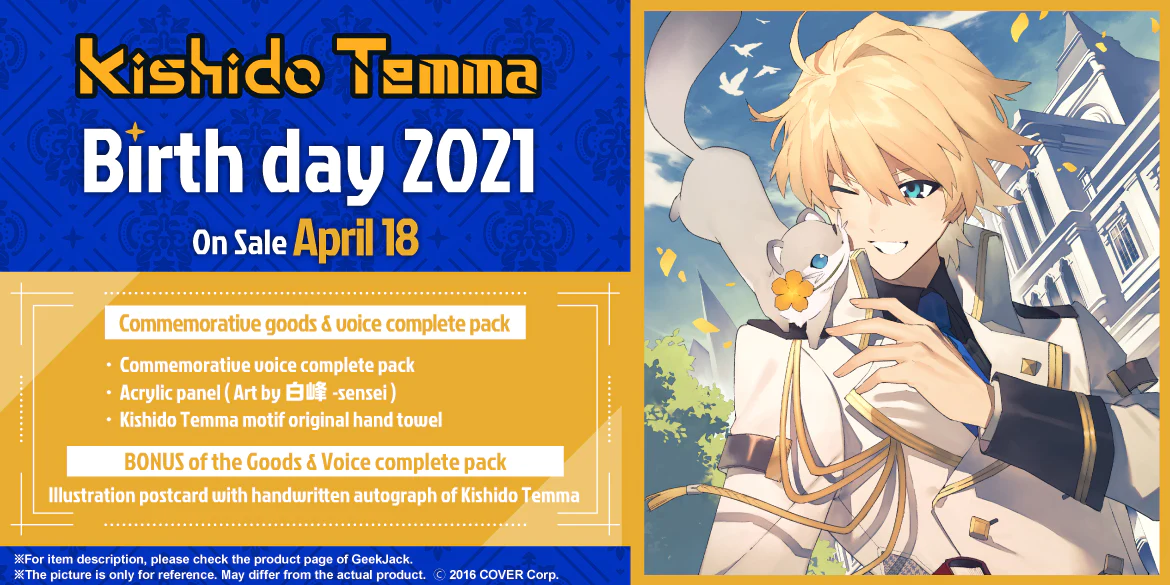 Kishido Temma
Birth day 2021
On Sale April 18
Commemorative goods & voice complete pack
・ Commemorative voice complete pack
・ Acrylic panel ( Art by 白峰 -sensei )
・ Kishido Temma motif original hand towel
BONUS of the Goods & Voice complete pack
Illustration postcard with handwritten autograph of Kishido Temma
※For item description, please check the product page of GeekJack.
※The picture is only for reference. May differ from the actual product. Ⓒ 2016 COVER Corp.